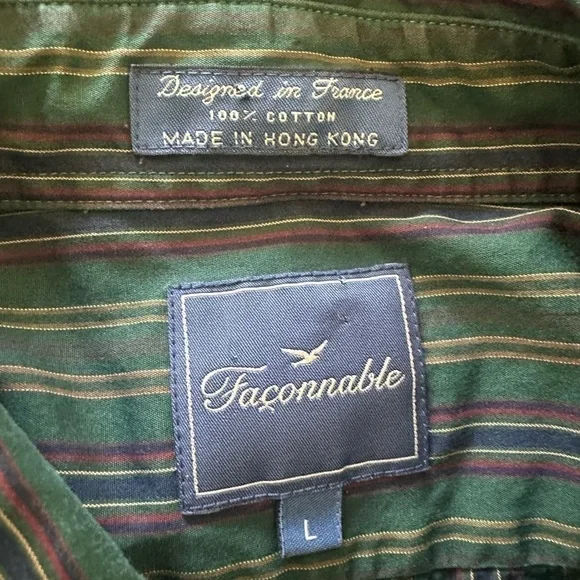 Designed in France
100% COTTON
MADE IN HONG KONG
Façonnable
L